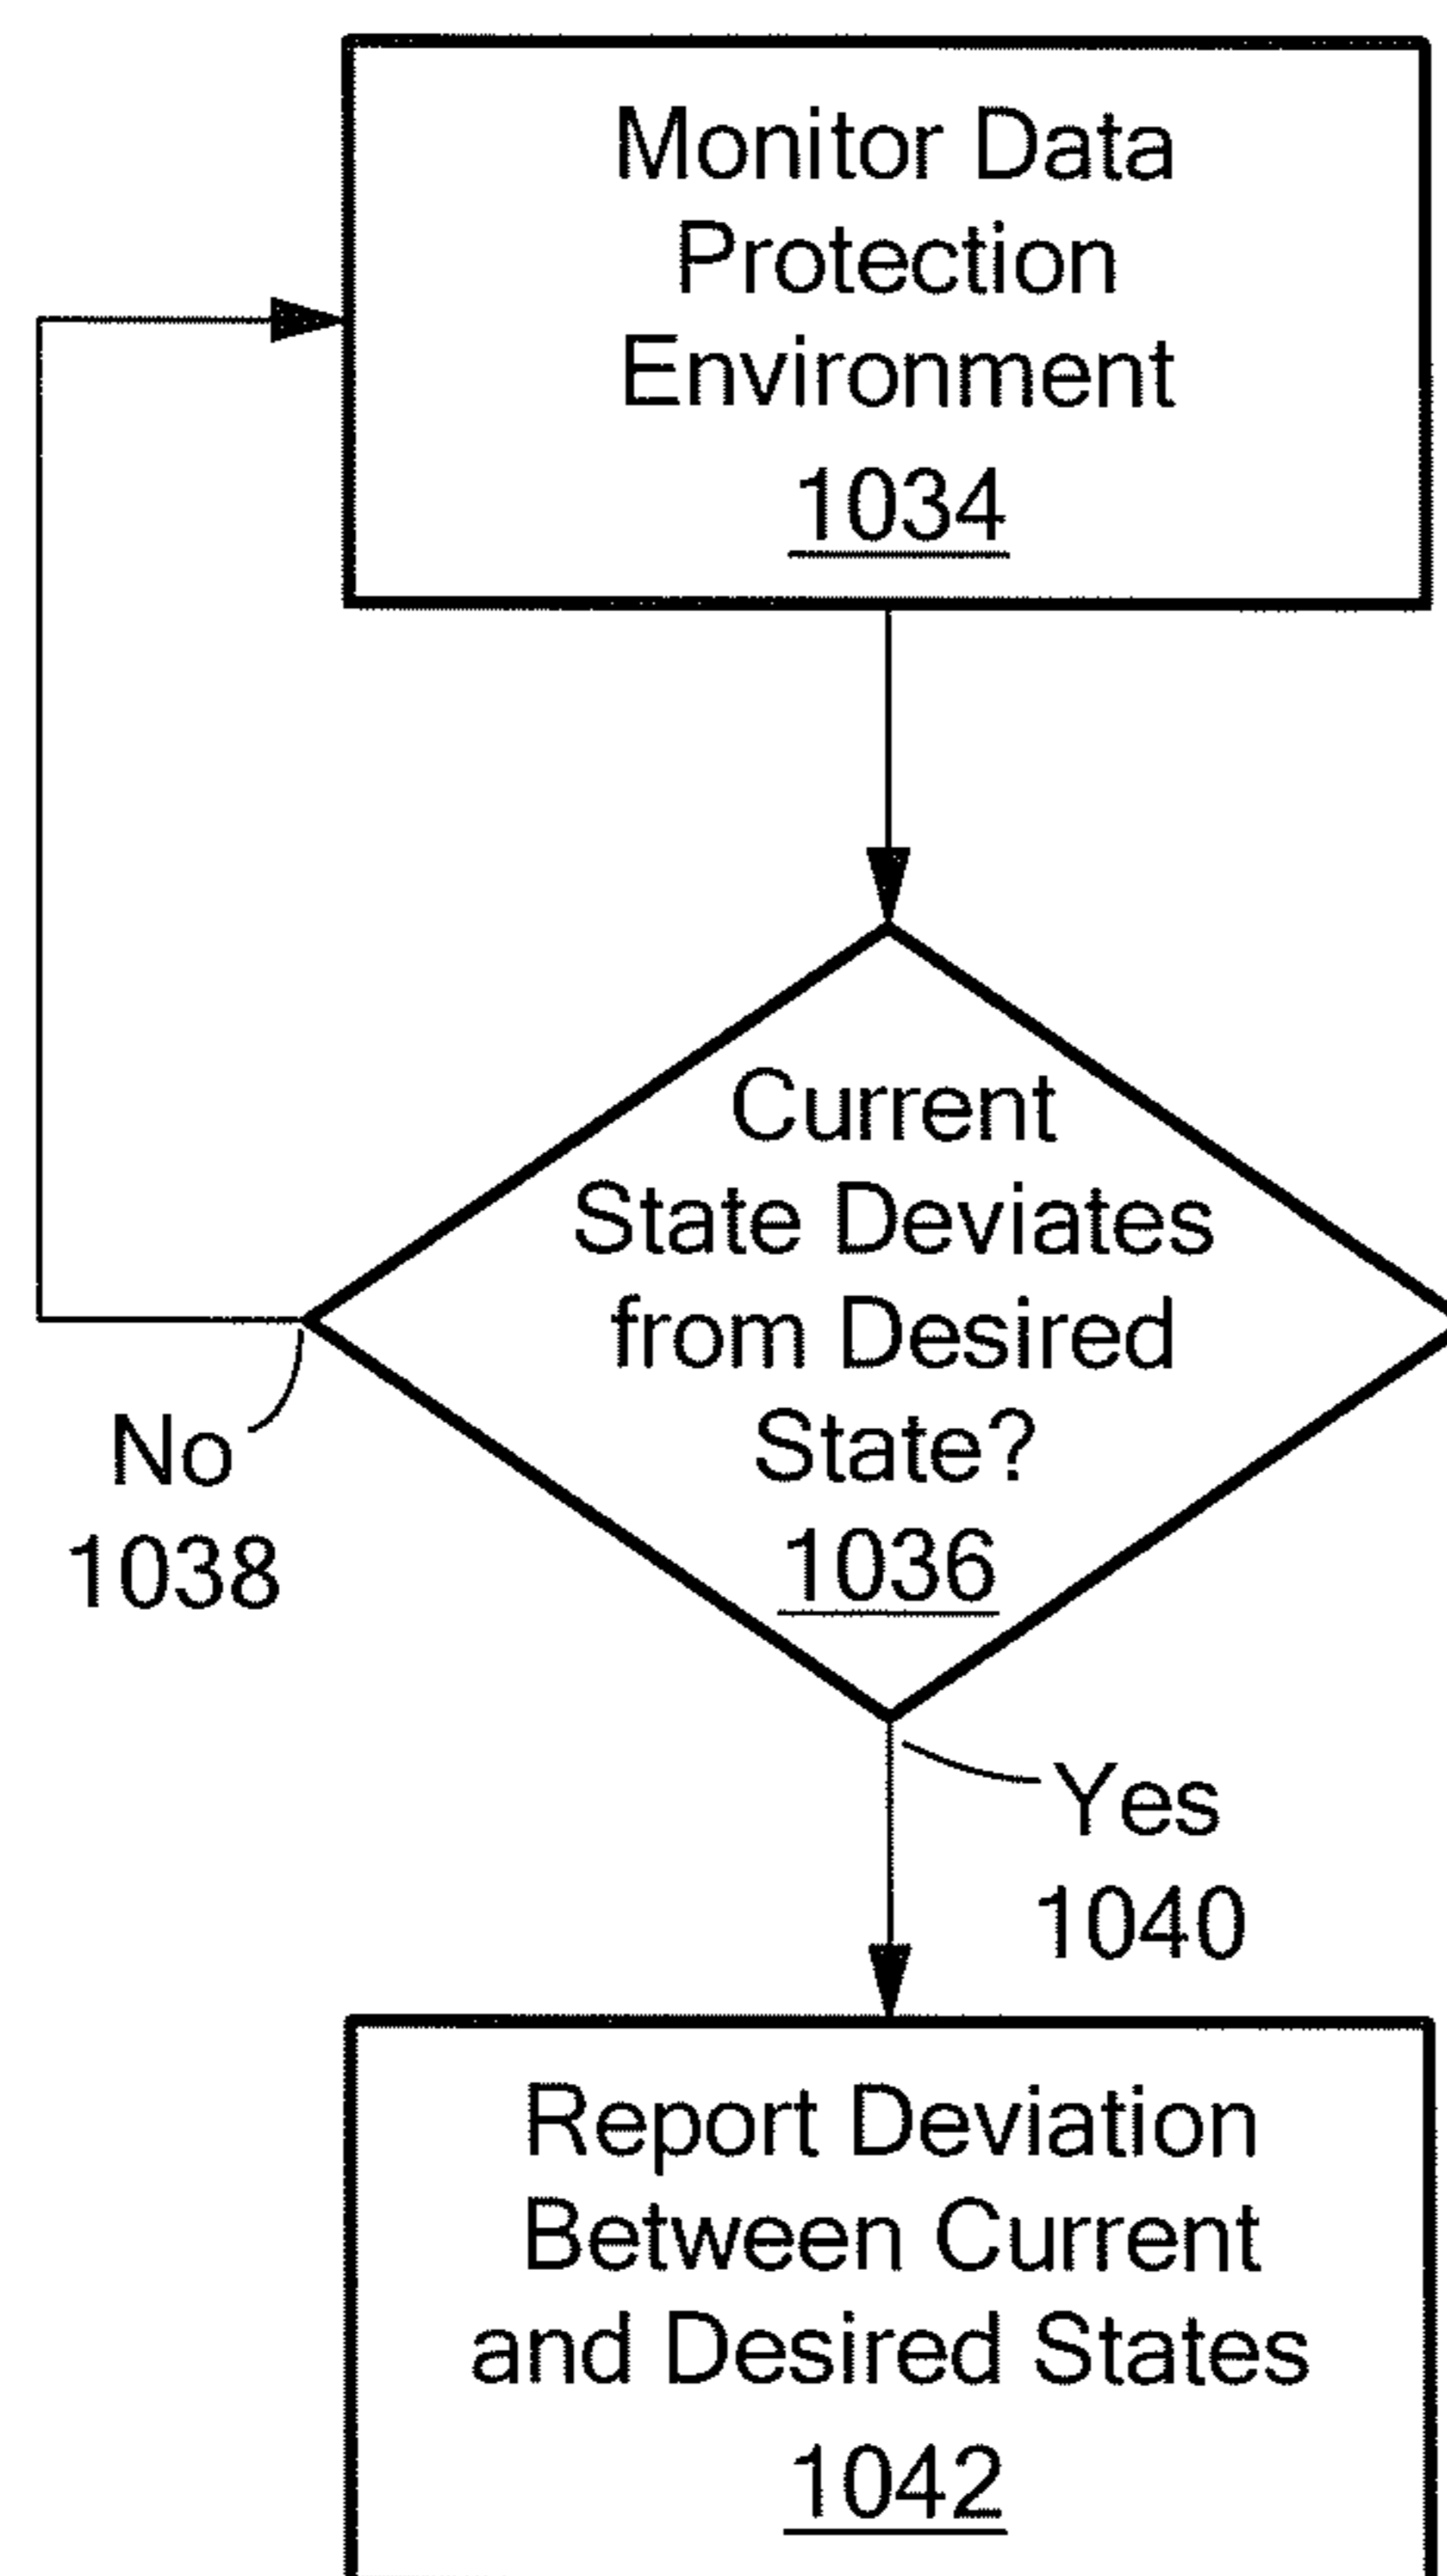 Monitor Data
Protection
Environment
1034
Current
State Deviates
from Desired
State?
1036
No
1038
Yes
1040
Report Deviation
Between Current
and Desired States
1042